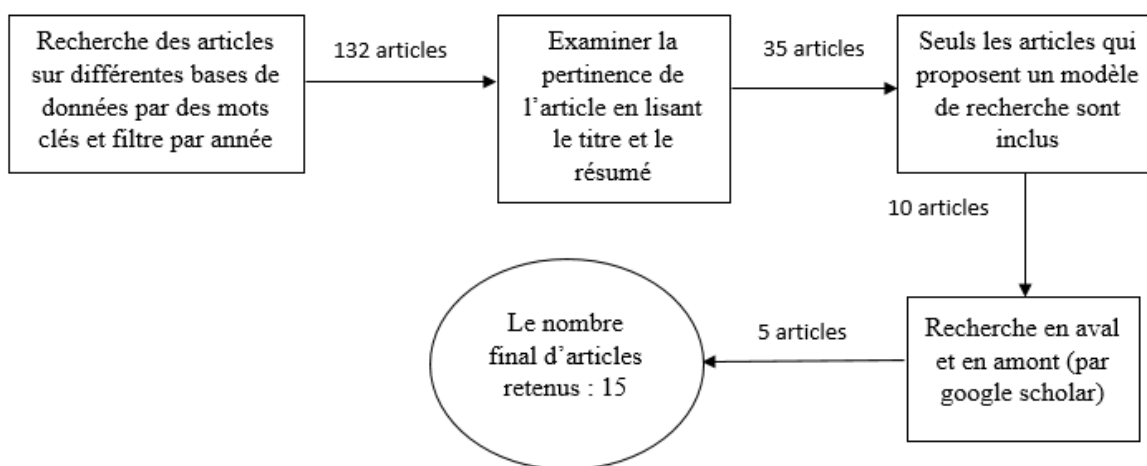 Recherche des articles
sur différentes bases de
données par des mots
clés et filtre par année
132 articles
Examiner la
pertinence de
l’article en lisant
le titre et le
résumé
35 articles
Seuls les articles qui
proposent un modèle
de recherche sont
inclus
10 articles
Recherche en aval
et en amont (par
google scholar)
5 articles
Le nombre
final d’articles
retenus : 15